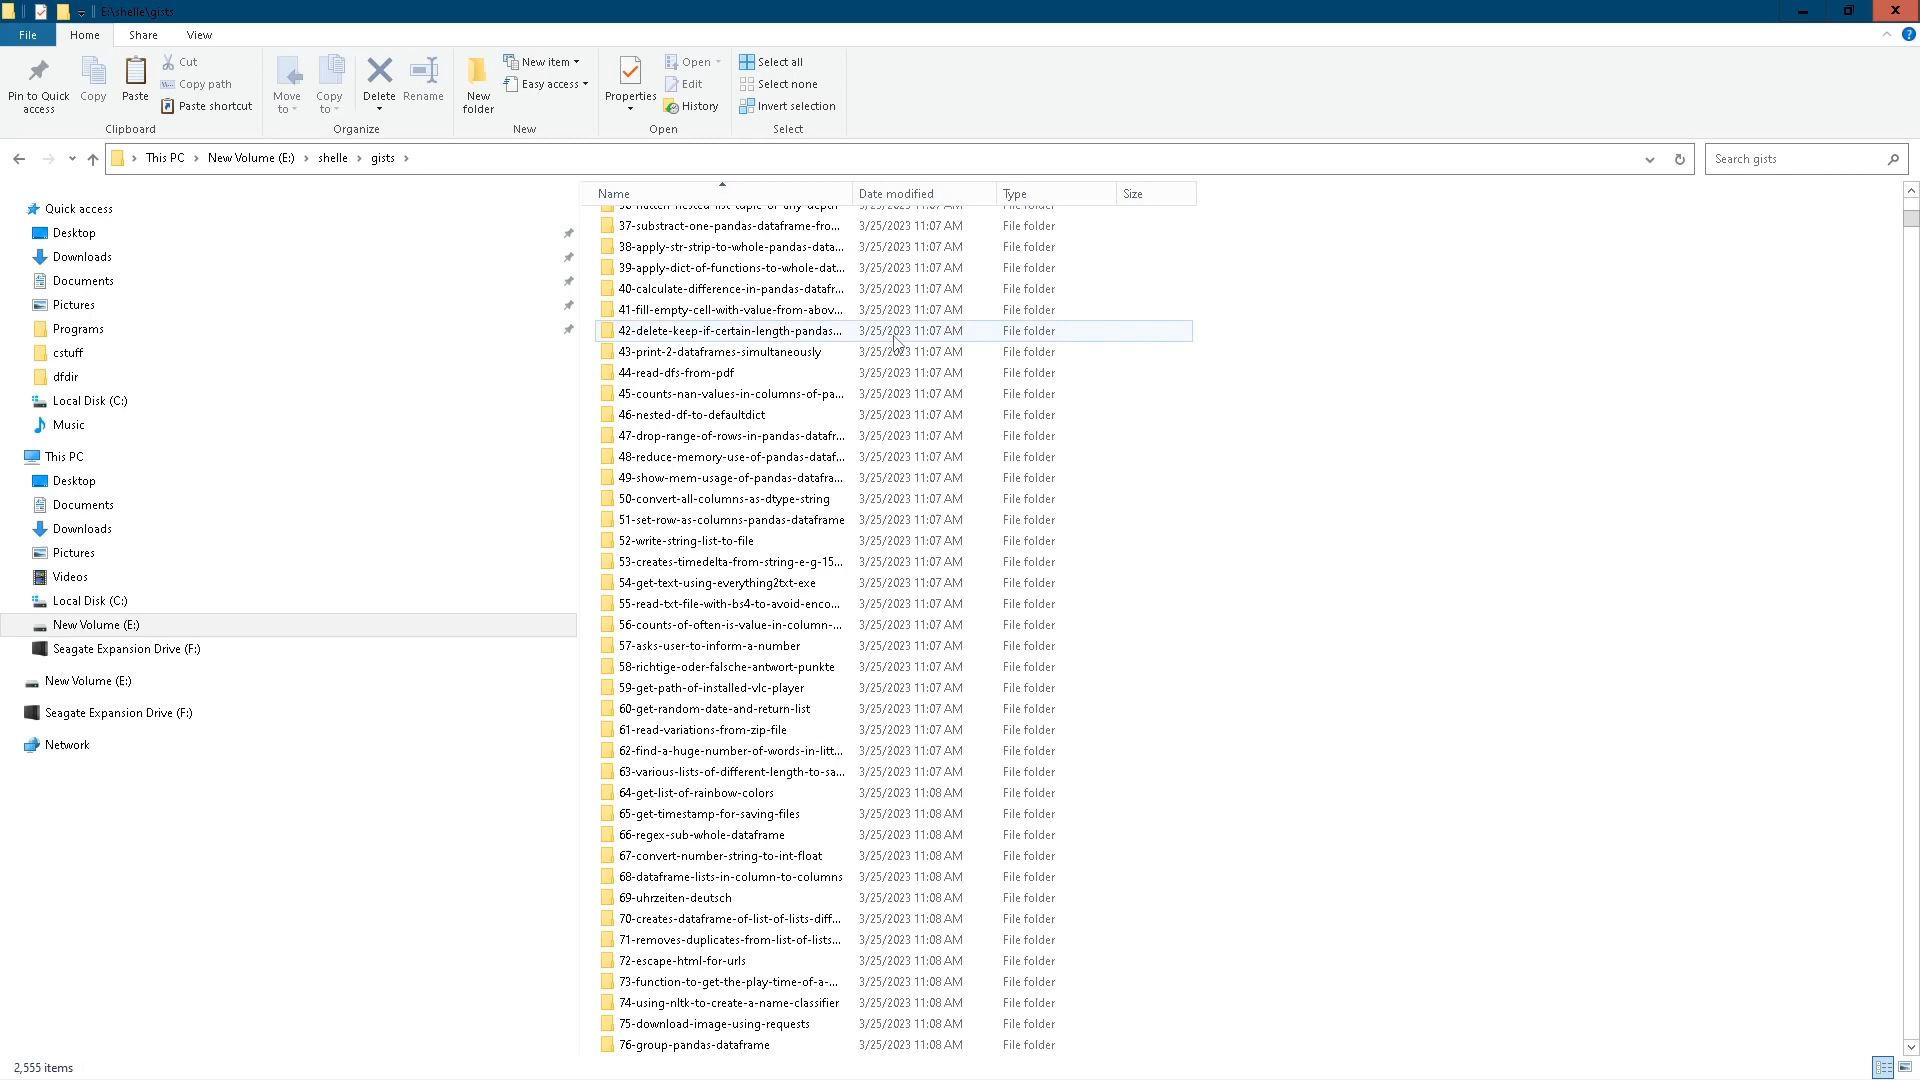 E:\shelle\gists
File Home Share View
Pin to Quick access Copy Paste Cut Copy path Paste shortcut
Clipboard
Move to Copy to Delete Rename
Organize
New folder New item Easy access
New
Properties Open Edit History
Open
Select all Select none Invert selection
Select
This PC New Volume (E:) shelle gists
Search gists
Quick access
Desktop
Downloads
Documents
Pictures
Programs
cstuff
dfdir
Local Disk (C:)
Music
This PC
Desktop
Documents
Downloads
Pictures
Videos
Local Disk (C:)
New Volume (E:)
Seagate Expansion Drive (F:)
New Volume (E:)
Seagate Expansion Drive (F:)
Network
Name Date modified Type Size
37-substract-one-pandas-dataframe-fro... 3/25/2023 11:07 AM File folder
38-apply-str-strip-to-whole-pandas-data... 3/25/2023 11:07 AM File folder
39-apply-dict-of-functions-to-whole-dat... 3/25/2023 11:07 AM File folder
40-calculate-difference-in-pandas-datafr... 3/25/2023 11:07 AM File folder
41-fill-empty-cell-with-value-from-abov... 3/25/2023 11:07 AM File folder
42-delete-keep-if-certain-length-pandas... 3/25/2023 11:07 AM File folder
43-print-2-dataframes-simultaneously 3/25/2023 11:07 AM File folder
44-read-dfs-from-pdf 3/25/2023 11:07 AM File folder
45-counts-nan-values-in-columns-of-pa... 3/25/2023 11:07 AM File folder
46-nested-df-to-defaultdict 3/25/2023 11:07 AM File folder
47-drop-range-of-rows-in-pandas-datafr... 3/25/2023 11:07 AM File folder
48-reduce-memory-use-of-pandas-dataf... 3/25/2023 11:07 AM File folder
49-show-mem-usage-of-pandas-datafra... 3/25/2023 11:07 AM File folder
50-convert-all-columns-as-dtype-string 3/25/2023 11:07 AM File folder
51-set-row-as-columns-pandas-dataframe 3/25/2023 11:07 AM File folder
52-write-string-list-to-file 3/25/2023 11:07 AM File folder
53-creates-timedelta-from-string-e-g-15... 3/25/2023 11:07 AM File folder
54-get-text-using-everything2txt-exe 3/25/2023 11:07 AM File folder
55-read-txt-file-with-bs4-to-avoid-enco... 3/25/2023 11:07 AM File folder
56-counts-of-often-is-value-in-column-... 3/25/2023 11:07 AM File folder
57-asks-user-to-inform-a-number 3/25/2023 11:07 AM File folder
58-richtige-oder-falsche-antwort-punkte 3/25/2023 11:07 AM File folder
59-get-path-of-installed-vlc-player 3/25/2023 11:07 AM File folder
60-get-random-date-and-return-list 3/25/2023 11:07 AM File folder
61-read-variations-from-zip-file 3/25/2023 11:07 AM File folder
62-find-a-huge-number-of-words-in-litt... 3/25/2023 11:07 AM File folder
63-various-lists-of-different-length-to-sa... 3/25/2023 11:07 AM File folder
64-get-list-of-rainbow-colors 3/25/2023 11:08 AM File folder
65-get-timestamp-for-saving-files 3/25/2023 11:08 AM File folder
66-regex-sub-whole-dataframe 3/25/2023 11:08 AM File folder
67-convert-number-string-to-int-float 3/25/2023 11:08 AM File folder
68-dataframe-lists-in-column-to-columns 3/25/2023 11:08 AM File folder
69-uhrzeiten-deutsch 3/25/2023 11:08 AM File folder
70-creates-dataframe-of-list-of-lists-diff... 3/25/2023 11:08 AM File folder
71-removes-duplicates-from-list-of-lists... 3/25/2023 11:08 AM File folder
72-escape-html-for-urls 3/25/2023 11:08 AM File folder
73-function-to-get-the-play-time-of-a-... 3/25/2023 11:08 AM File folder
74-using-nltk-to-create-a-name-classifier 3/25/2023 11:08 AM File folder
75-download-image-using-requests 3/25/2023 11:08 AM File folder
76-group-pandas-dataframe 3/25/2023 11:08 AM File folder
2,555 items